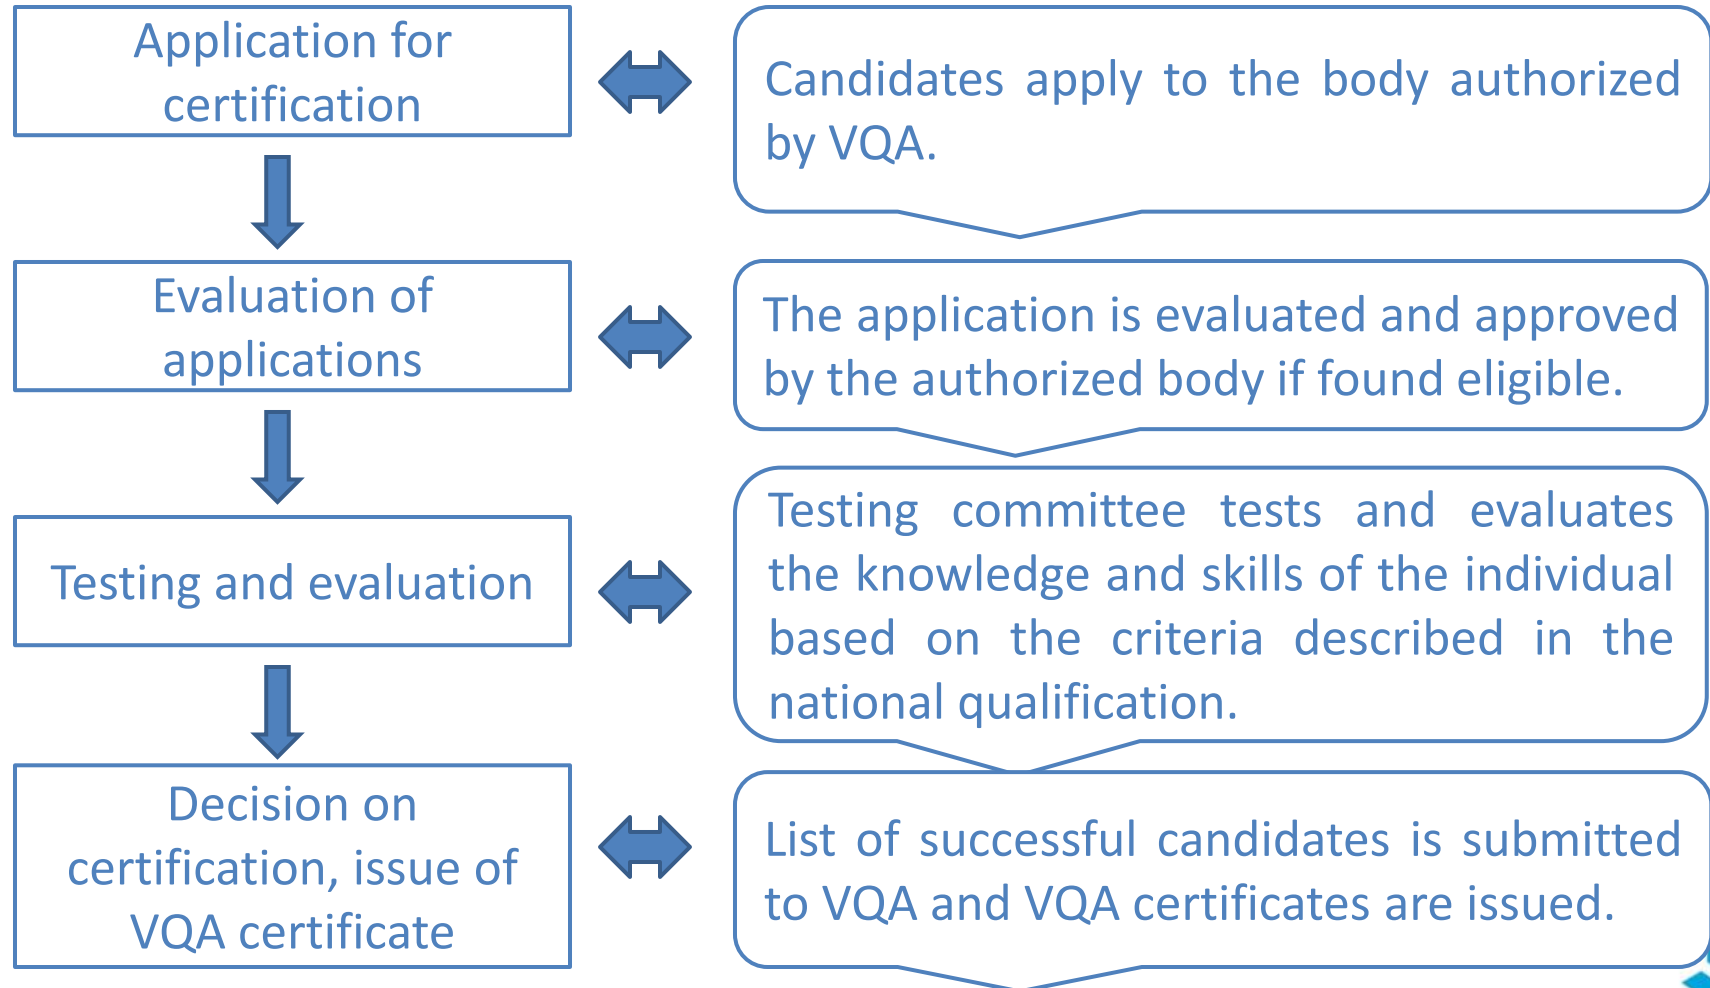 Application for
certification
Candidates apply to the body authorized
by VQA.
Evaluation of
applications
The application is evaluated and approved
by the authorized body if found eligible.
Testing and evaluation
Testing committee tests and evaluates
the knowledge and skills of the individual
based on the criteria described in the
national qualification.
Decision on
certification, issue of
VQA certificate
List of successful candidates is submitted
to VQA and VQA certificates are issued.